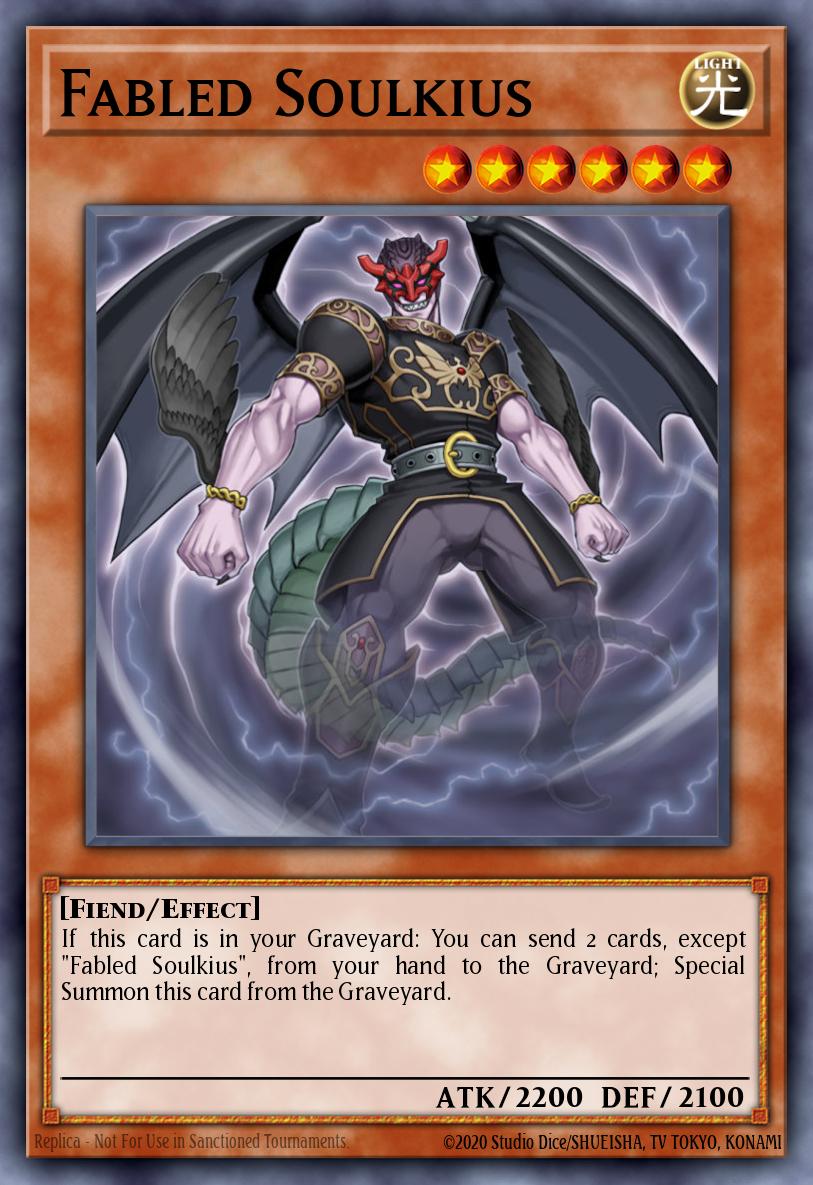 Fabled Soulkius
LIGHT
光
[Fiend/Effect]
If this card is in your Graveyard: You can send 2 cards, except
"Fabled Soulkius", from your hand to the Graveyard; Special
Summon this card from the Graveyard.
ATK/2200 DEF/2100
Replica - Not For Use in Sanctioned Tournaments.
©2020 Studio Dice/SHUEISHA, TV TOKYO, KONAMI